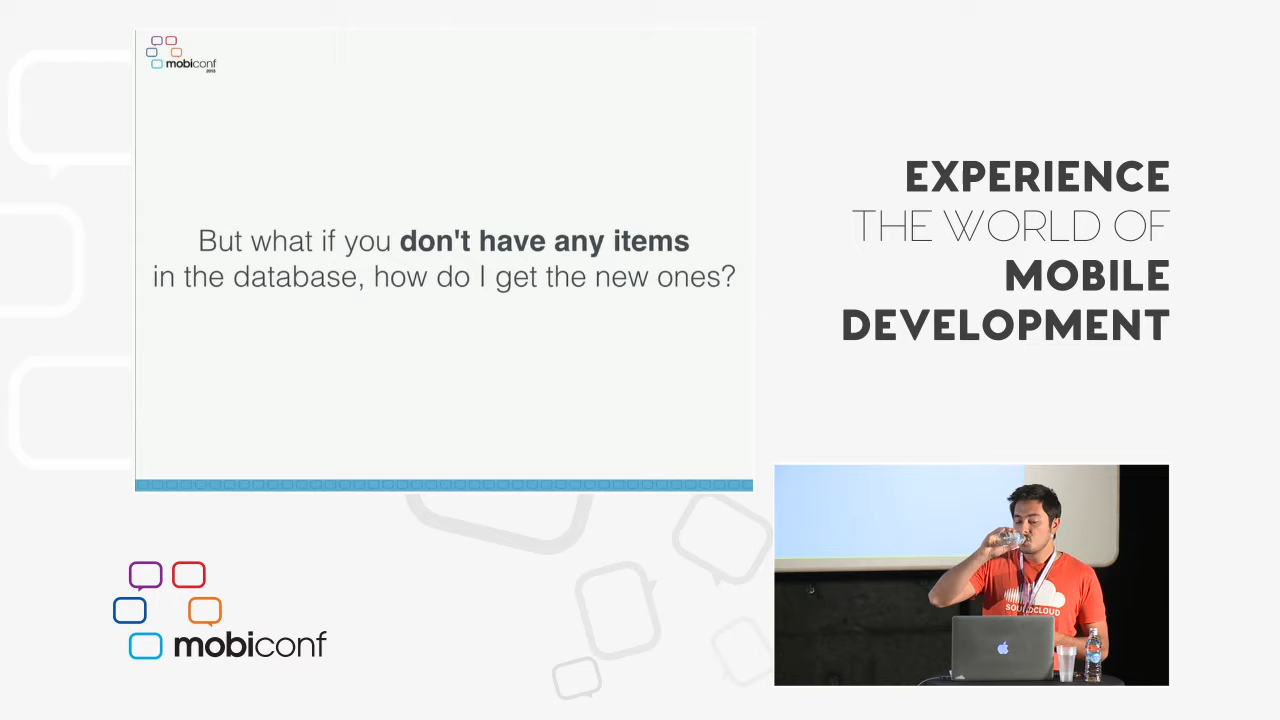 mobiconf
2013
But what if you don't have any items
in the database, how do I get the new ones?
EXPERIENCE
THE WORLD OF
MOBILE
DEVELOPMENT
SOUNDCLOUD
mobiconf